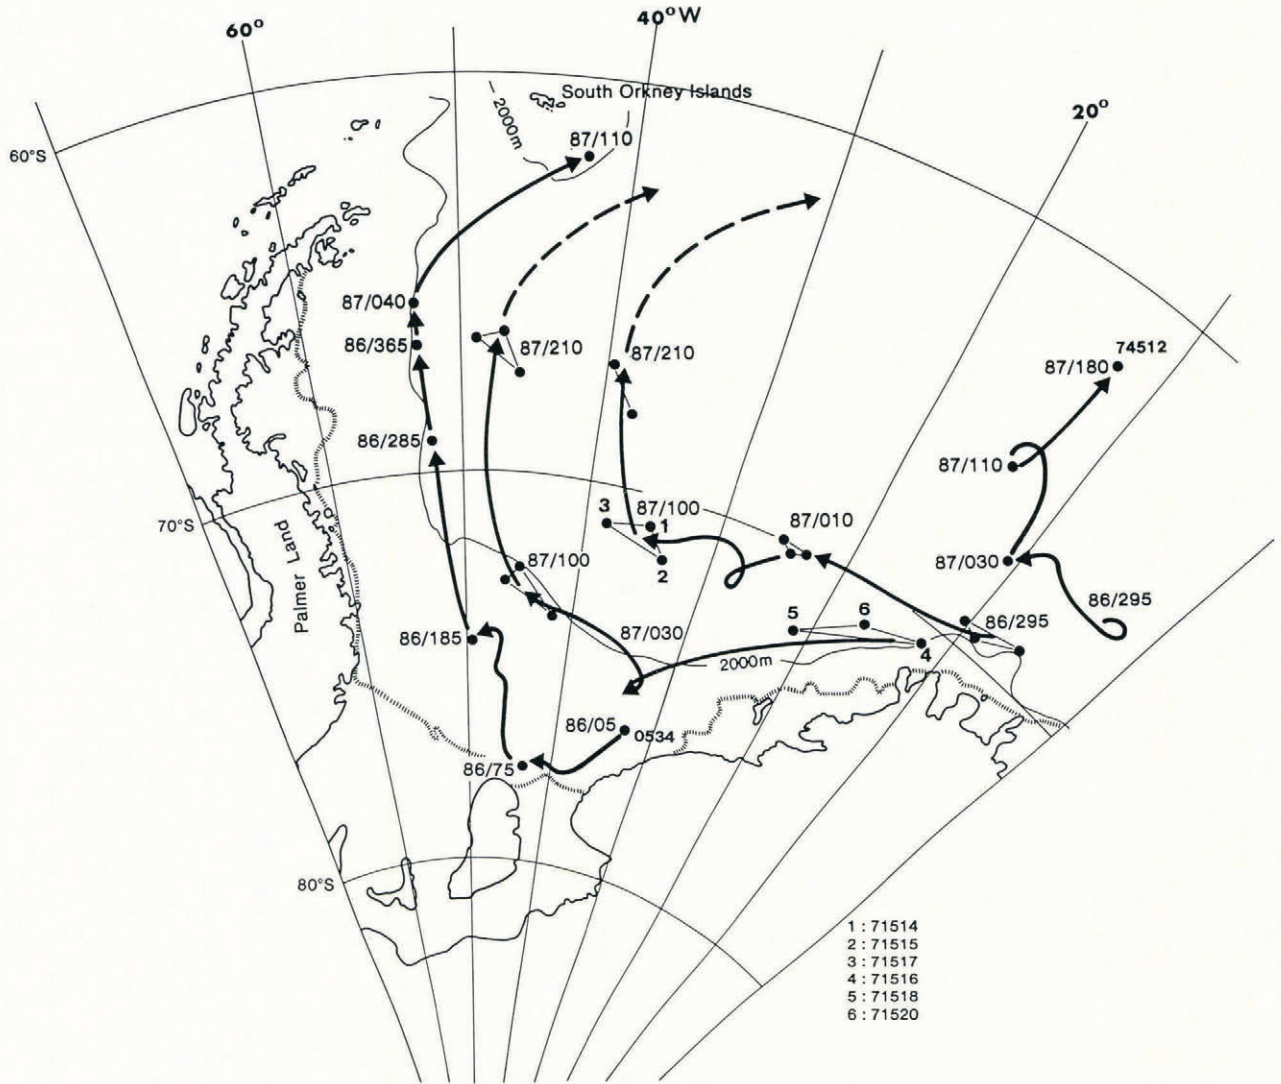 60°
40°W
20°
60°S
South Orkney Islands
2000m
87/110
87/040
86/365
87/210
87/210
74512
87/180
86/285
87/110
70°S
3
87/100
1
87/010
2
Palmer Land
87/100
87/030
86/295
86/185
5
6
86/295
87/030
4
2000m
86/05
0534
86/75
80°S
1 : 71514
2 : 71515
3 : 71517
4 : 71516
5 : 71518
6 : 71520